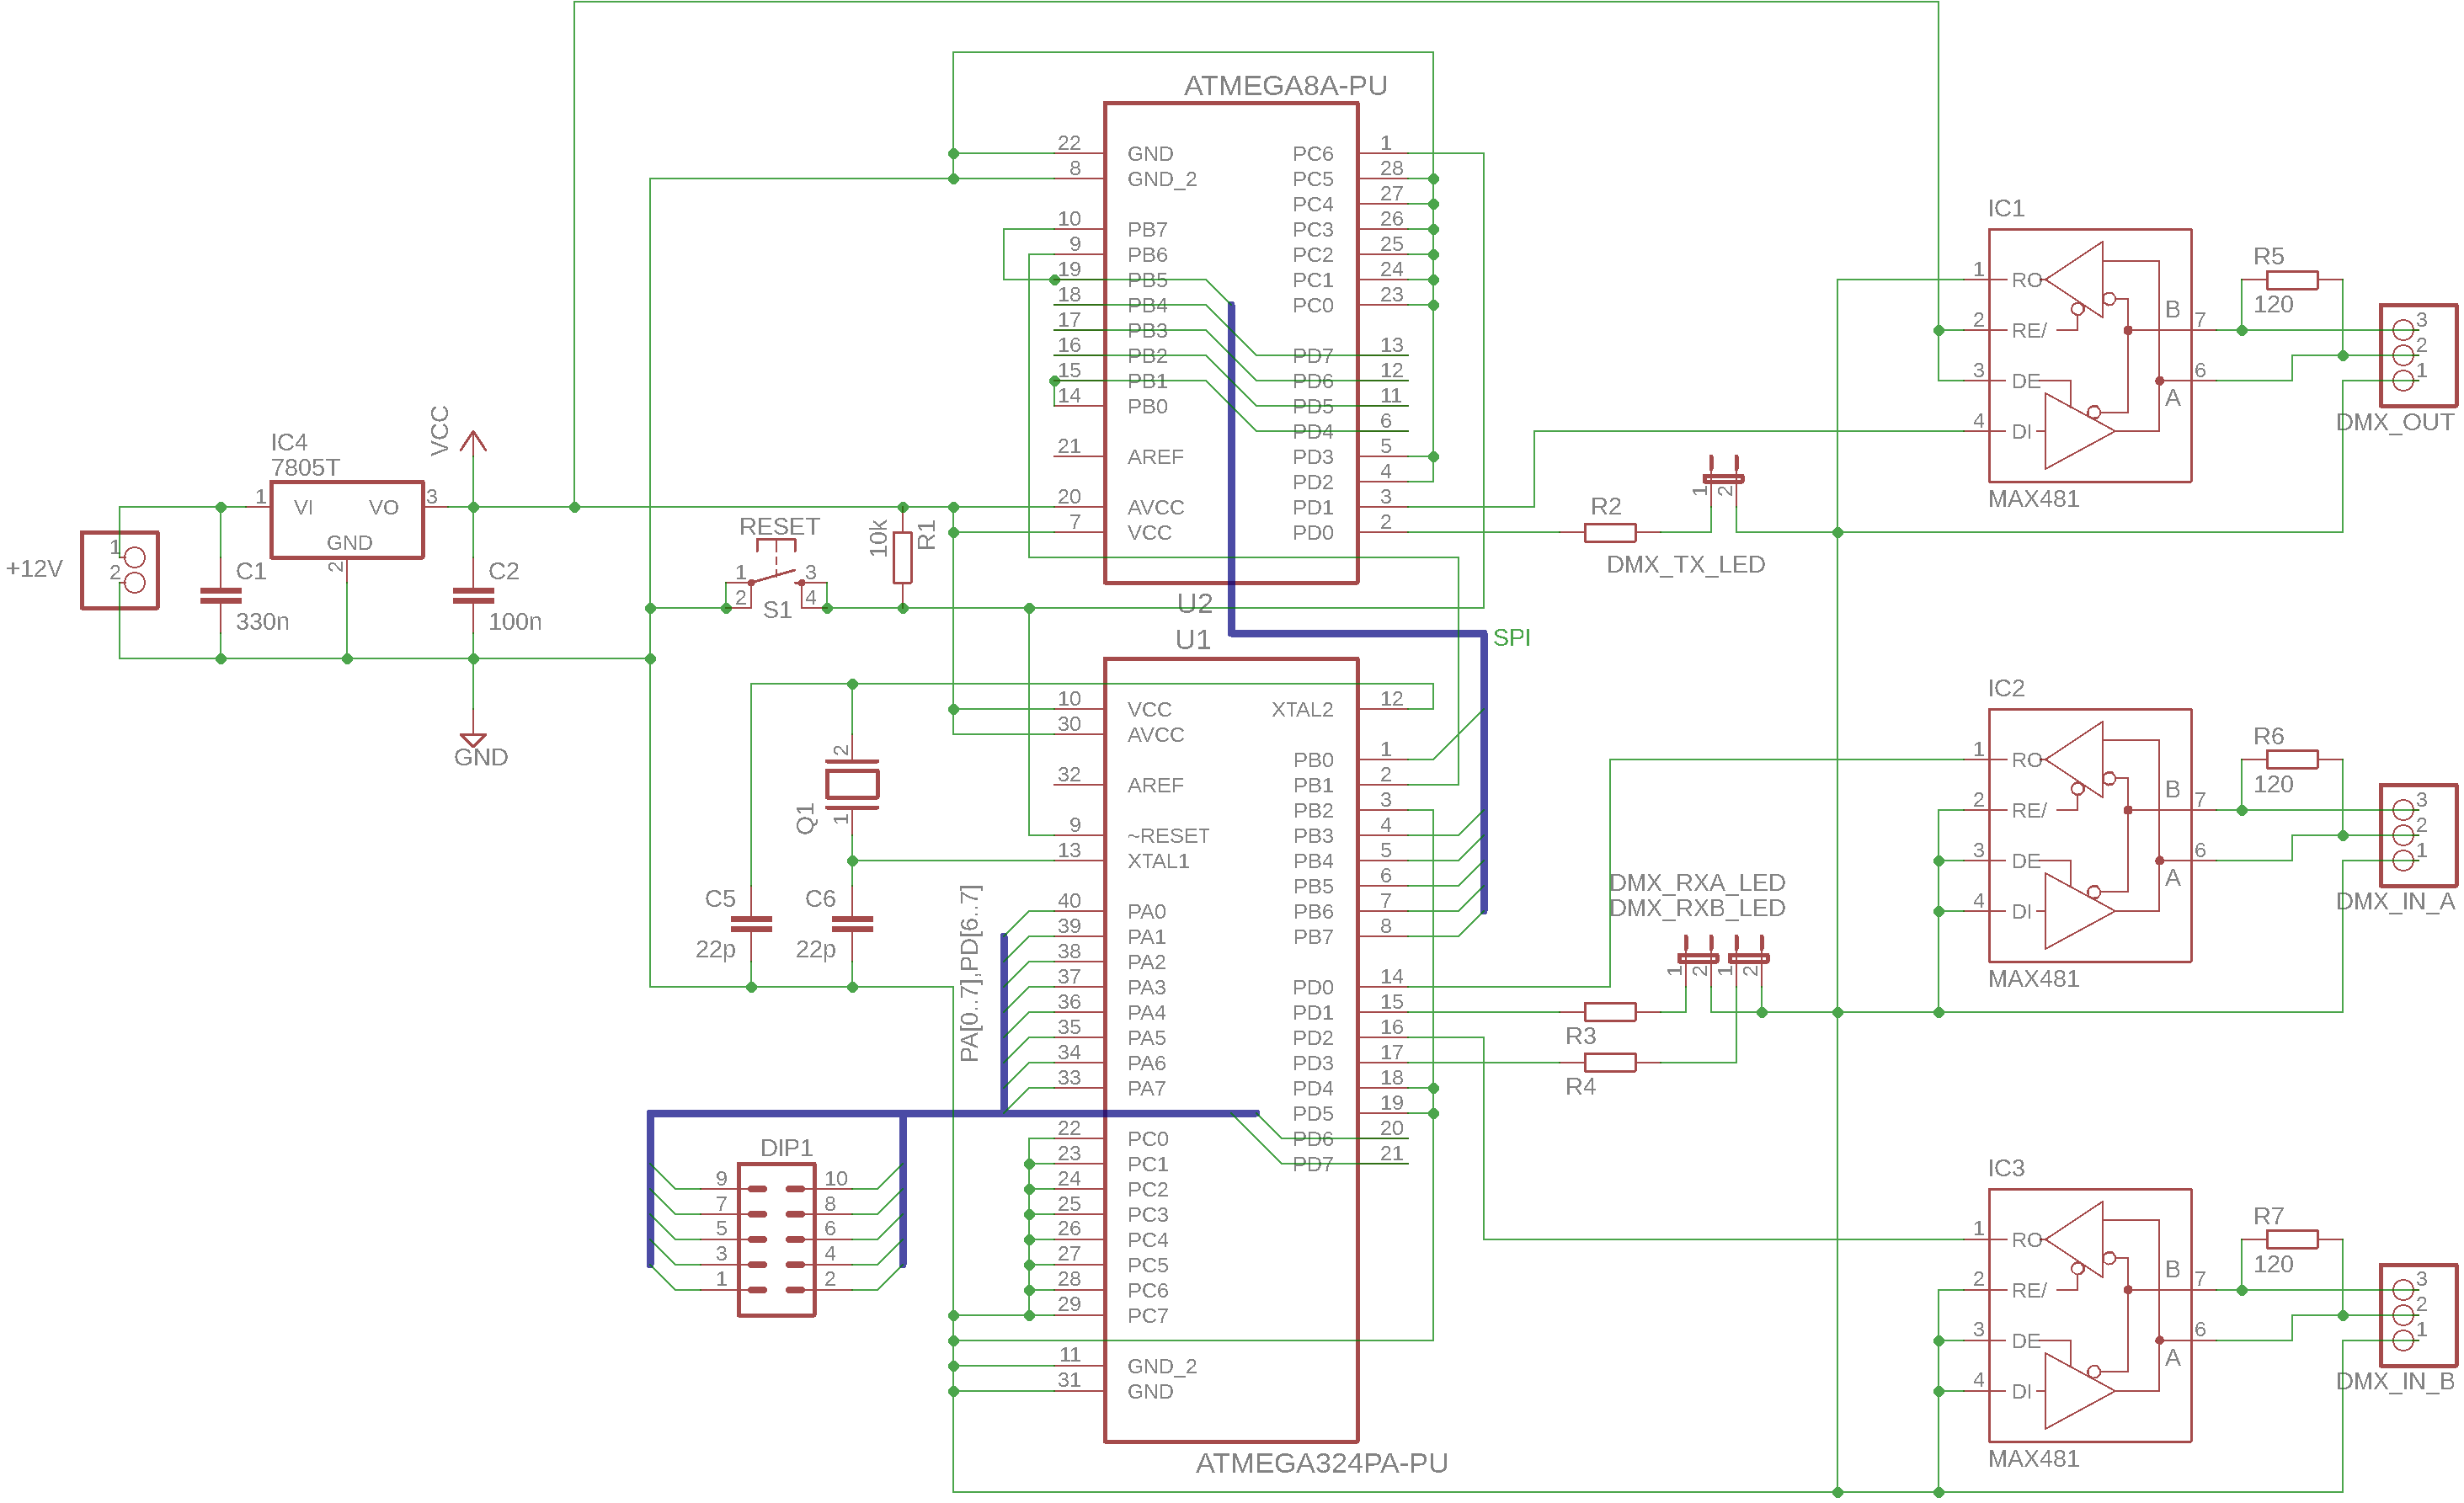 ATMEGA8A-PU
22 GND PC6 1
8 GND_2 PC5 28
PC4 27
10 PB7 PC3 26
9 PB6 PC2 25
19 PB5 PC1 24
18 PB4 PC0 23
17 PB3
16 PB2 PD7 13
15 PB1 PD6 12
14 PB0 PD5 11
PD4 6
21 AREF PD3 5
PD2 4
20 AVCC PD1 3
7 VCC PD0 2
U2
VCC
IC4
7805T
1 VI VO 3
GND
2
+12V
1
2
C1
330n
C2
100n
GND
RESET
1 3
2 4
S1
10k
R1
SPI
U1
10 VCC XTAL2 12
30 AVCC
PB0 1
32 AREF PB1 2
PB2 3
9 ~RESET PB3 4
13 XTAL1 PB4 5
PB5 6
40 PA0 PB6 7
39 PA1 PB7 8
38 PA2
37 PA3 PD0 14
36 PA4 PD1 15
35 PA5 PD2 16
34 PA6 PD3 17
33 PA7 PD4 18
PD5 19
22 PC0 PD6 20
23 PC1 PD7 21
24 PC2
25 PC3
26 PC4
27 PC5
28 PC6
29 PC7
11 GND_2
31 GND
ATMEGA324PA-PU
2
Q1
1
C5
22p
C6
22p
PA[0..7],PD[6..7]
DIP1
9 10
7 8
5 6
3 4
1 2
R2
1 2
DMX_TX_LED
DMX_RXA_LED
DMX_RXB_LED
1 2 1 2
R3
R4
IC1
1 RO
2 RE/ B 7
3 DE 6
A
4 DI
MAX481
R5
120
3
2
1
DMX_OUT
IC2
1 RO
2 RE/ B 7
3 DE 6
A
4 DI
MAX481
R6
120
3
2
1
DMX_IN_A
IC3
1 RO
2 RE/ B 7
3 DE 6
A
4 DI
MAX481
R7
120
3
2
1
DMX_IN_B